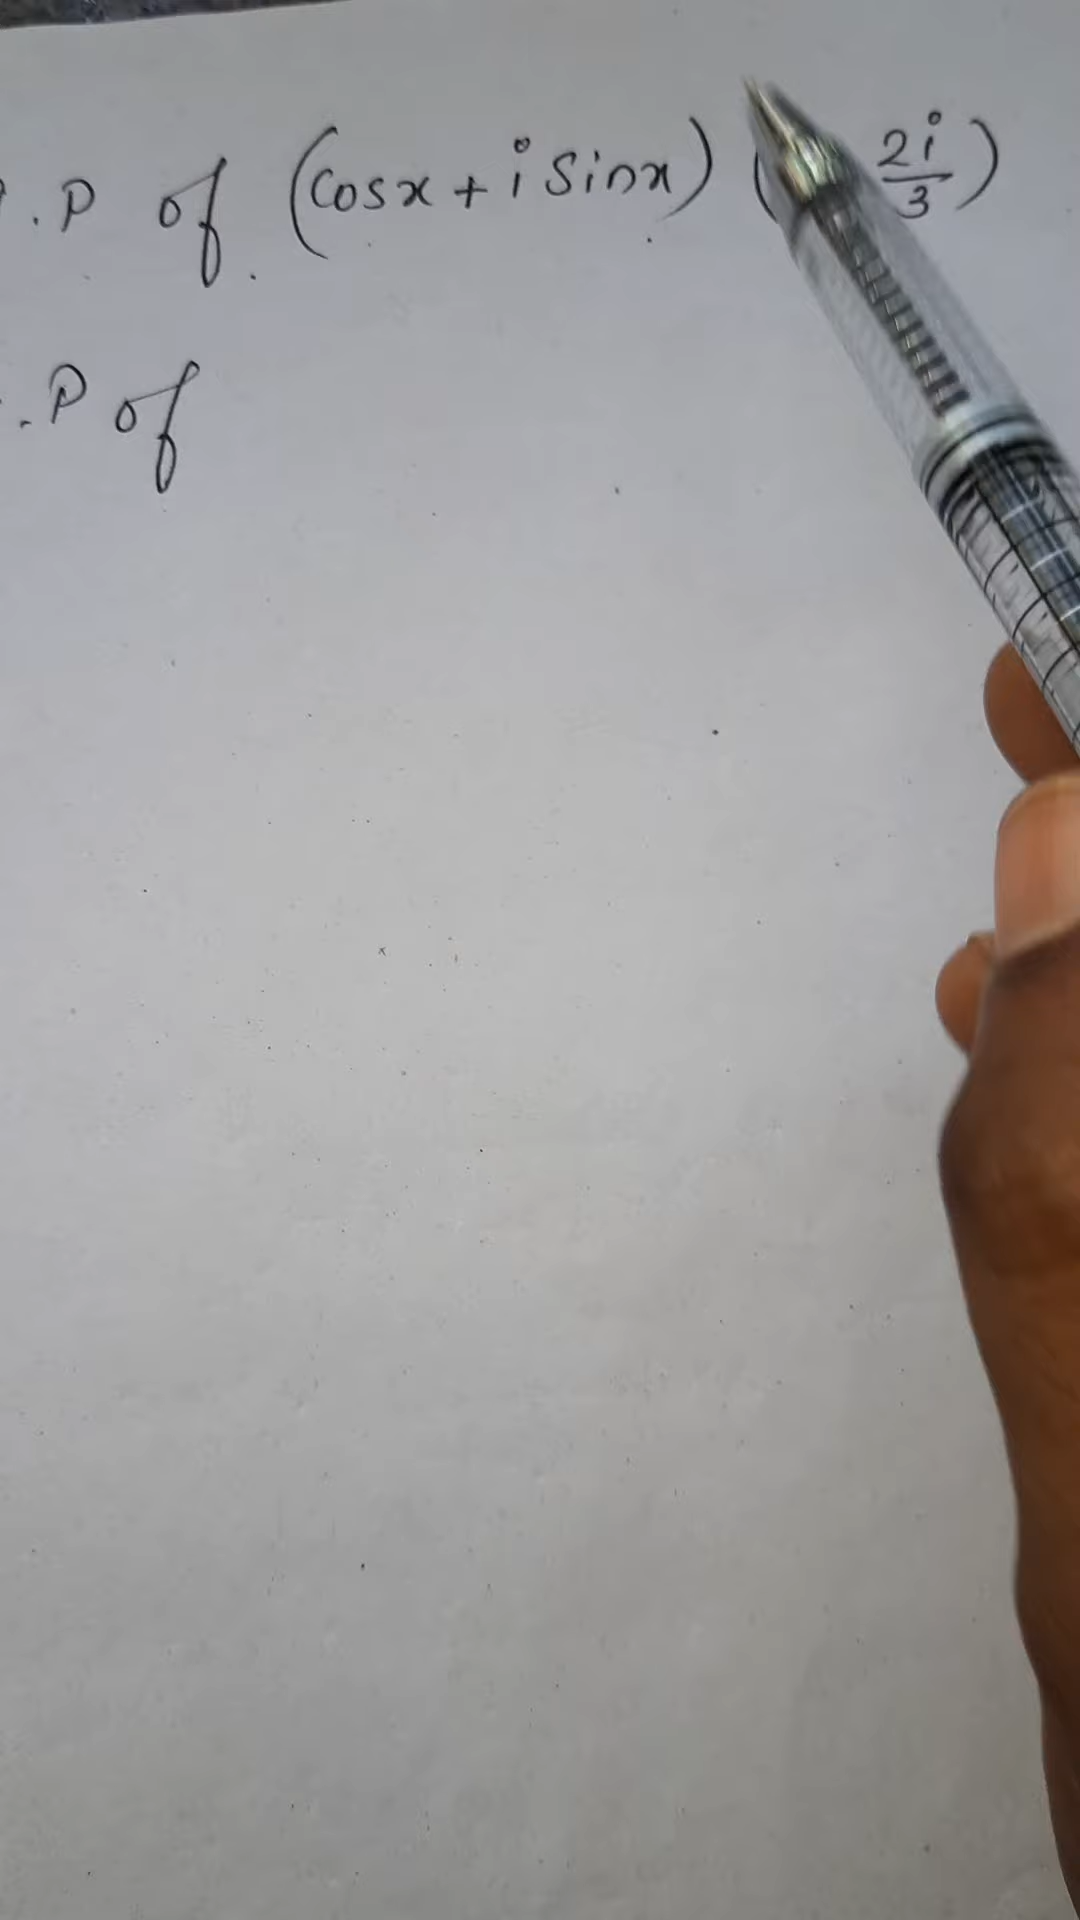 .P of (cosx + i sinx) ( 2i/3 )
.P of